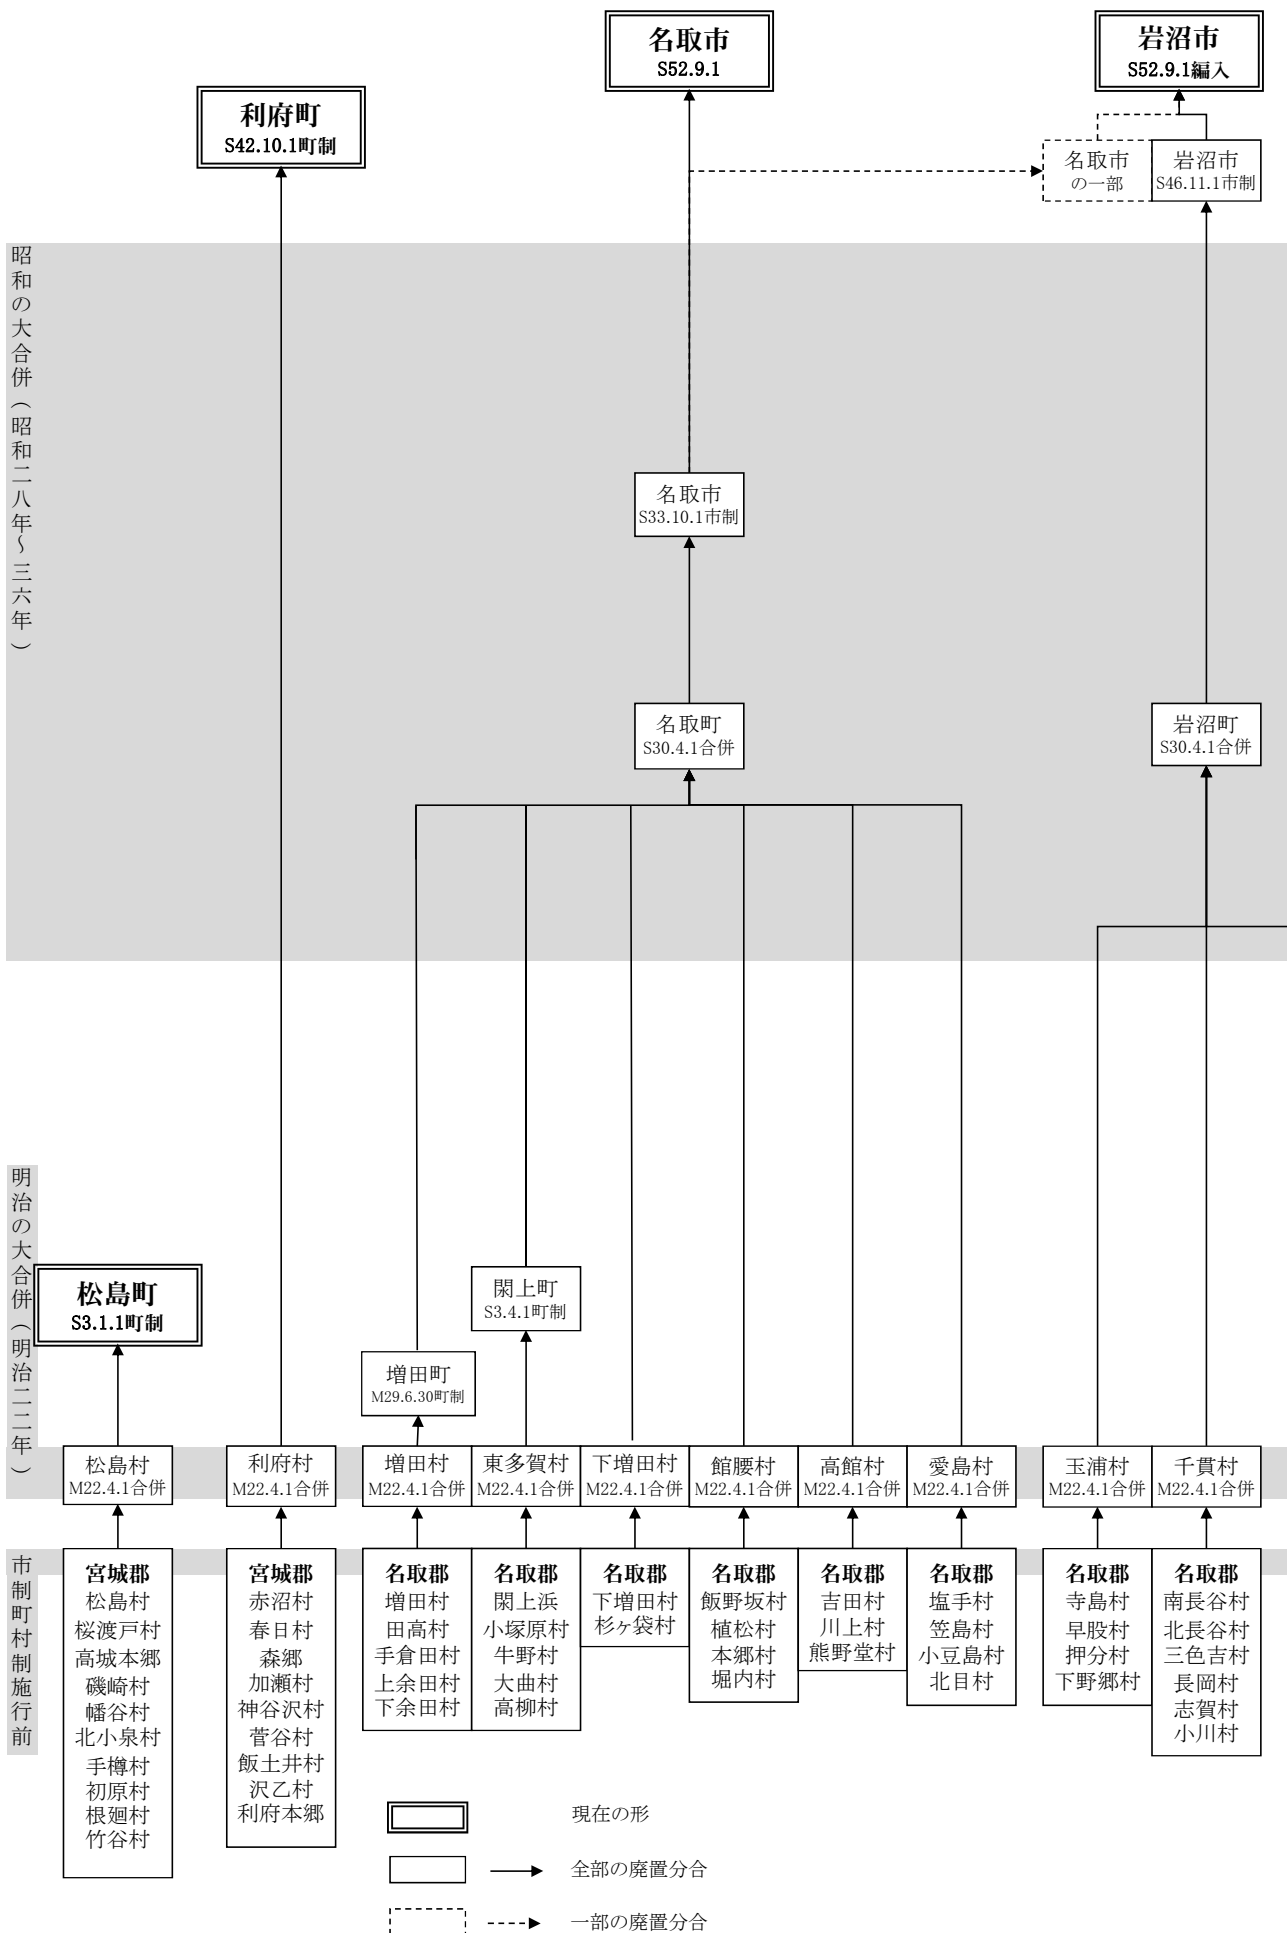 名取市
S52.9.1
岩沼市
S52.9.1編入
利府町
S42.10.1町制
名取市
の一部
岩沼市
S46.11.1市制
昭和の大合併（昭和二八年～三六年）
名取市
S33.10.1市制
名取町
S30.4.1合併
岩沼町
S30.4.1合併
明治の大合併（明治二二年）
松島町
S3.1.1町制
閖上町
S3.4.1町制
増田町
M29.6.30町制
松島村
M22.4.1合併
利府村
M22.4.1合併
増田村
M22.4.1合併
東多賀村
M22.4.1合併
下増田村
M22.4.1合併
館腰村
M22.4.1合併
高館村
M22.4.1合併
愛島村
M22.4.1合併
玉浦村
M22.4.1合併
千貫村
M22.4.1合併
市制町村制施行前
宮城郡
松島村
桜渡戸村
高城本郷
磯崎村
幡谷村
北小泉村
手樽村
初原村
根廻村
竹谷村
宮城郡
赤沼村
春日村
森郷
加瀬村
神谷沢村
菅谷村
飯土井村
沢乙村
利府本郷
名取郡
増田村
田高村
手倉田村
上余田村
下余田村
名取郡
閖上浜
小塚原村
牛野村
大曲村
高柳村
名取郡
下増田村
杉ヶ袋村
名取郡
飯野坂村
植松村
本郷村
堀内村
名取郡
吉田村
川上村
熊野堂村
名取郡
塩手村
笠島村
小豆島村
北目村
名取郡
寺島村
早股村
押分村
下野郷村
名取郡
南長谷村
北長谷村
三色吉村
長岡村
志賀村
小川村
現在の形
全部の廃置分合
一部の廃置分合